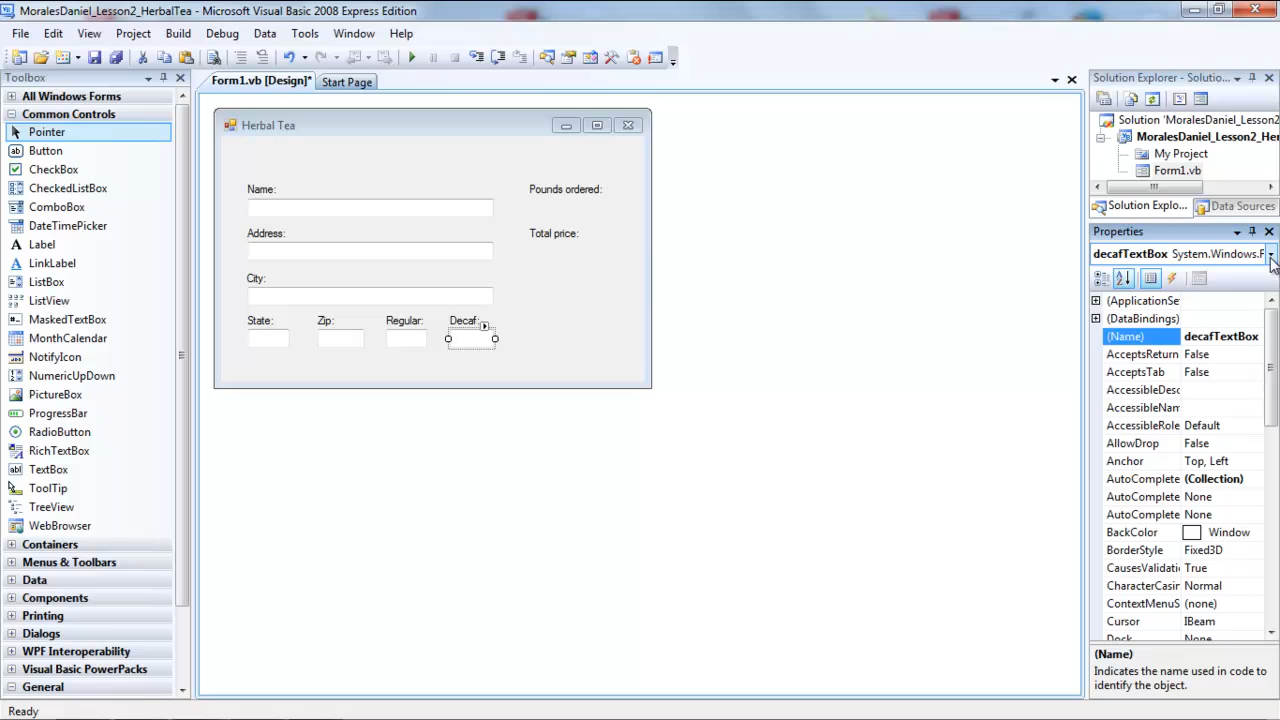 MoralesDaniel_Lesson2_HerbalTea - Microsoft Visual Basic 2008 Express Edition
File Edit View Project Build Debug Data Tools Window Help
Toolbox
All Windows Forms
Common Controls
Pointer
Button
CheckBox
CheckedListBox
ComboBox
DateTimePicker
Label
LinkLabel
ListBox
ListView
MaskedTextBox
MonthCalendar
NotifyIcon
NumericUpDown
PictureBox
ProgressBar
RadioButton
RichTextBox
TextBox
ToolTip
TreeView
WebBrowser
Containers
Menus & Toolbars
Data
Components
Printing
Dialogs
WPF Interoperability
Visual Basic PowerPacks
General
Form1.vb [Design]* Start Page
Herbal Tea
Name: Pounds ordered:
Address: Total price:
City:
State: Zip: Regular: Decaf:
Solution Explorer - Solutio...
Solution 'MoralesDaniel_Lesson2
MoralesDaniel_Lesson2_He
My Project
Form1.vb
Solution Explo... Data Sources
Properties
decafTextBox System.Windows.F
(ApplicationSe
(DataBindings)
(Name) decafTextBox
AcceptsReturn False
AcceptsTab False
AccessibleDesc
AccessibleNam
AccessibleRole Default
AllowDrop False
Anchor Top, Left
AutoComplete (Collection)
AutoComplete None
AutoComplete None
BackColor Window
BorderStyle Fixed3D
CausesValidati True
CharacterCasin Normal
ContextMenuS (none)
Cursor IBeam
Dock None
(Name)
Indicates the name used in code to
identify the object.
Ready